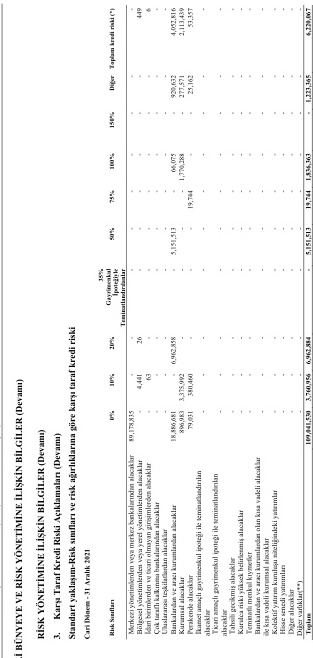 İ BÜNYEYE VE RİSK YÖNETİMİNE İLİŞKİN BİLGİLER (Devamı)
RİSK YÖNETİMİNE İLİŞKİN BİLGİLER (Devamı)
3. Karşı Taraf Kredi Riski Açıklamaları (Devamı)
Standart yaklaşım-Risk sınıfları ve risk ağırlıklarına göre karşı taraf kredi riski
Cari Dönem - 31 Aralık 2021
35%
Gayrimenkul
İpoteğiyle
Risk Sınıfları 0% 10% 20% Teminatlandırılanlar 50% 75% 100% 150% Diğer Toplam kredi riski (*)
Merkezi yönetimlerden veya merkez bankalarından alacaklar 89,178,835 - - - - - - - - -
Bölgesel yönetimlerden veya yerel yönetimlerden alacaklar - 4,441 26 - - - - - - 449
İdari birimlerden ve ticari olmayan girişimlerden alacaklar - 63 - - - - - - - 6
Çok taraflı kalkınma bankalarından alacaklar - - - - - - - - - -
Uluslararası teşkilatlardan alacaklar - - - - - - - - - -
Bankalardan ve aracı kurumlardan alacaklar 18,886,681 - 6,962,858 - 5,151,513 - 66,075 - 920,632 4,052,816
Kurumsal alacaklar 896,983 3,375,992 - - - - 1,770,288 - 277,571 2,113,439
Perakende alacaklar 79,031 380,460 - - - 19,744 - - 25,162 53,357
İkamet amaçlı gayrimenkul ipoteği ile teminatlandırılan
alacaklar - - - - - - - - - -
Ticari amaçlı gayrimenkul ipoteği ile teminatlandırılan
alacaklar - - - - - - - - - -
Tahsili gecikmiş alacaklar - - - - - - - - - -
Kurulca riski yüksek belirlenmiş alacaklar - - - - - - - - - -
Teminatlı menkul kıymetler - - - - - - - - - -
Bankalardan ve aracı kurumlardan olan kısa vadeli alacaklar
ile kısa vadeli kurumsal alacaklar - - - - - - - - - -
Kolektif yatırım kuruluşu niteliğindeki yatırımlar - - - - - - - - - -
Hisse senedi yatırımları - - - - - - - - - -
Diğer alacaklar - - - - - - - - - -
Diğer varlıklar(**) - - - - - - - - - -
Toplam 109,041,530 3,760,956 6,962,884 - 5,151,513 19,744 1,836,363 - 1,223,365 6,220,067